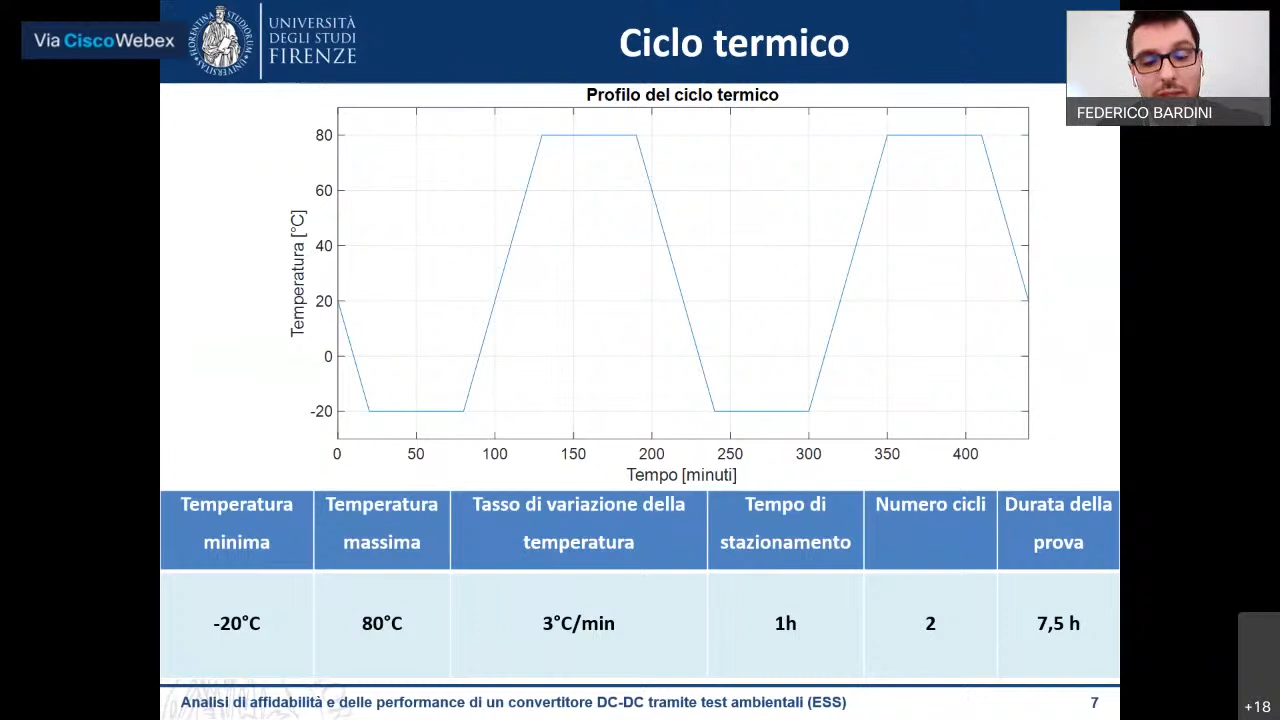 Via Cisco Webex
UNIVERSITÀ
DEGLI STUDI
FIRENZE
Ciclo termico
FEDERICO BARDINI
Profilo del ciclo termico
80
60
40
20
0
-20
Temperatura [°C]
0 50 100 150 200 250 300 350 400
Tempo [minuti]
Temperatura minima Temperatura massima Tasso di variazione della temperatura Tempo di stazionamento Numero cicli Durata della prova
-20°C 80°C 3°C/min 1h 2 7,5 h
Analisi di affidabilità e delle performance di un convertitore DC-DC tramite test ambientali (ESS) 7
+18